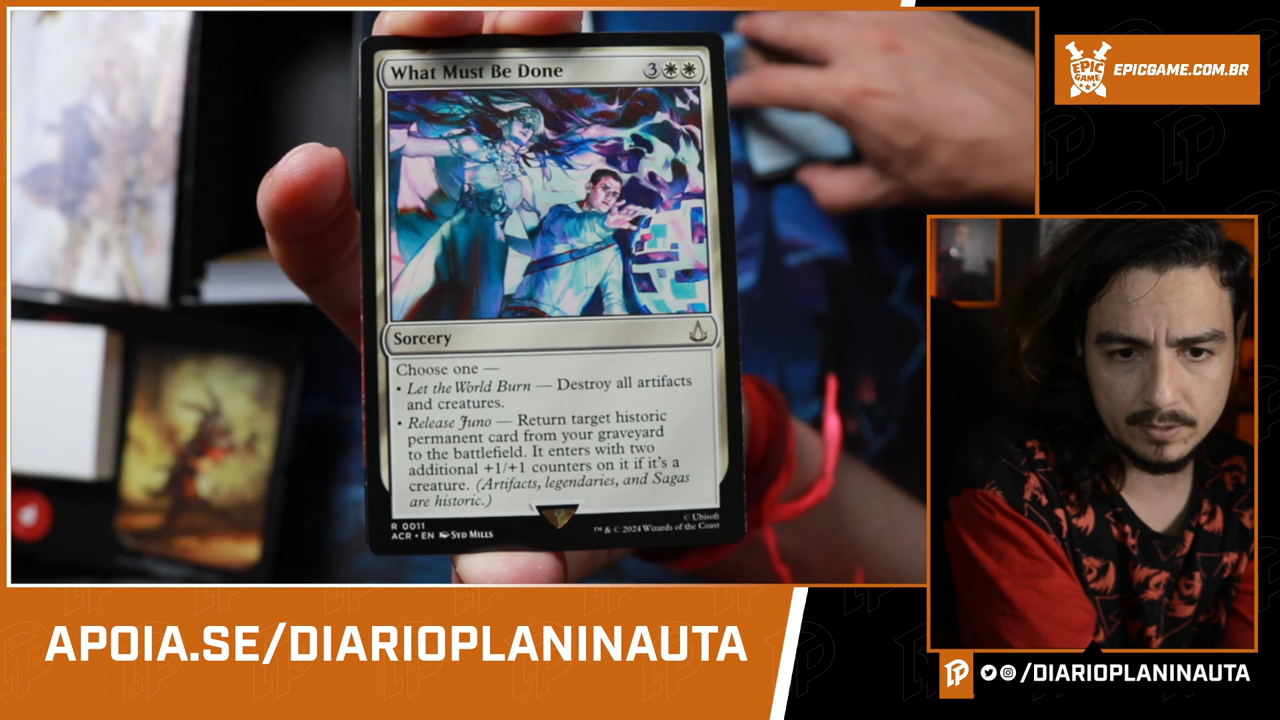 What Must Be Done 3
Sorcery
Choose one —
• Let the World Burn — Destroy all artifacts
and creatures.
• Release Juno — Return target historic
permanent card from your graveyard
to the battlefield. It enters with two
additional +1/+1 counters on it if it's a
creature. (Artifacts, legendaries, and Sagas
are historic.)
R 0011
ACR • EN SYD MILLS
© Ubisoft
™ & © 2024 Wizards of the Coast
EPIC
GAME
EPICGAME.COM.BR
APOIA.SE/DIARIOPLANINAUTA
/DIARIOPLANINAUTA